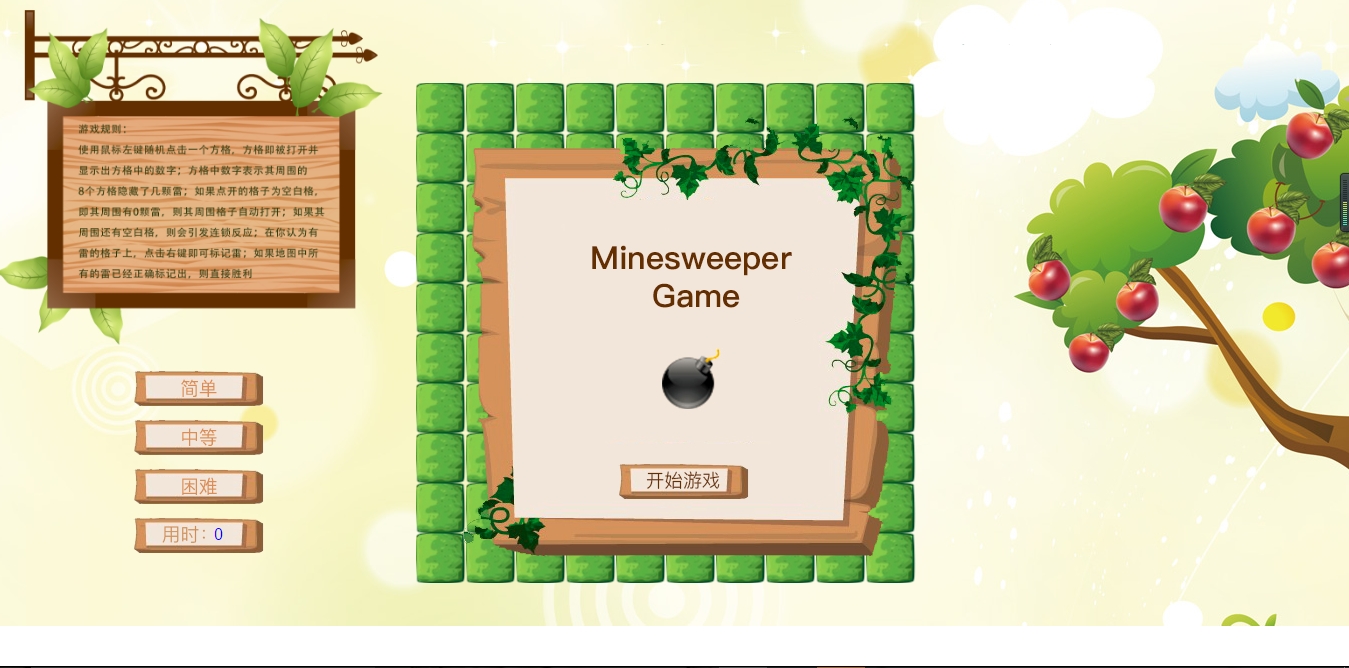 游戏规则：
使用鼠标左键随机点击一个方格，方格即被打开并
显示出方格中的数字；方格中数字表示其周围的
8个方格隐藏了几颗雷；如果点开的格子为空白格，
即其周围有0颗雷，则其周围格子自动打开；如果其
周围还有空白格，则会引发连锁反应；在你认为有
雷的格子上，点击右键即可标记雷；如果地图中所
有的雷已经正确标记出，则直接胜利
简单
中等
困难
用时：0
Minesweeper
Game
开始游戏